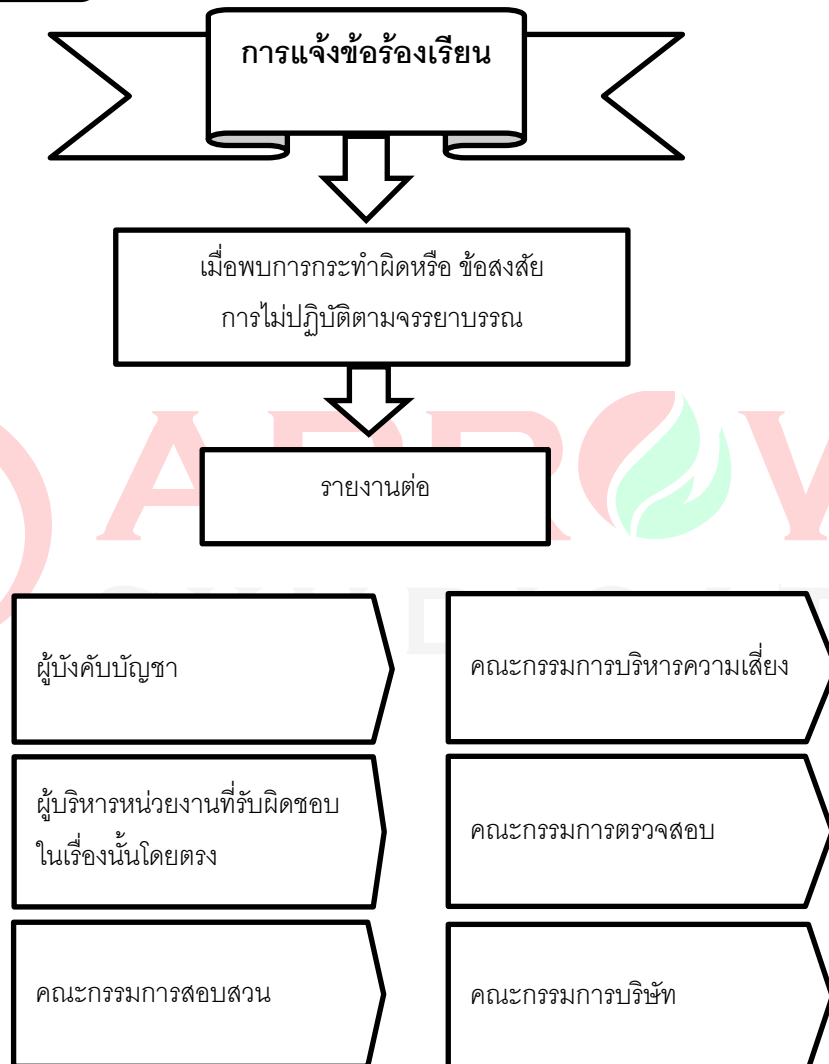 การแจ้งข้อร้องเรียน
เมื่อพบการกระทำผิดหรือ ข้อสงสัย
การไม่ปฏิบัติตามจรรยาบรรณ
รายงานต่อ
ผู้บังคับบัญชา
คณะกรรมการบริหารความเสี่ยง
ผู้บริหารหน่วยงานที่รับผิดชอบ
ในเรื่องนั้นโดยตรง
คณะกรรมการตรวจสอบ
คณะกรรมการสอบสวน
คณะกรรมการบริษัท